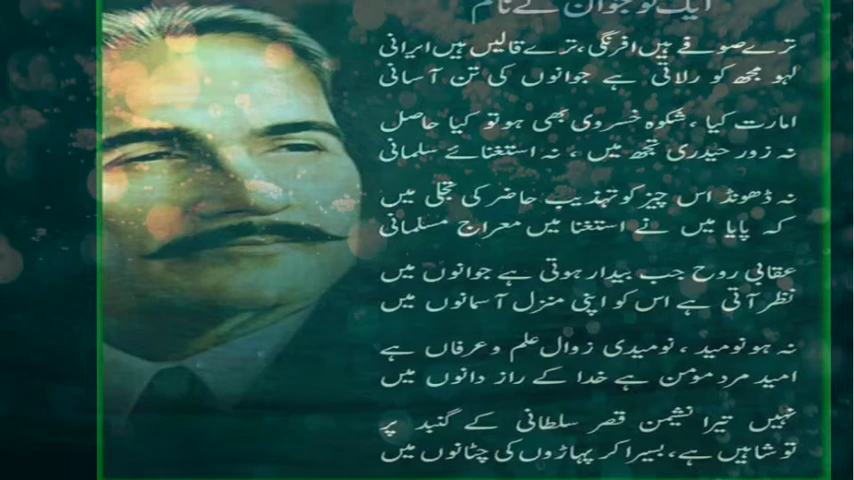 ایک نوجوان کے نام
ترے صوفے ہیں افرنگی، ترے قالیں ہیں ایرانی
لہو مجھ کو رلاتی ہے جوانوں کی تن آسانی
امارت کیا، شکوہ خسروی بھی ہو تو کیا حاصل
نہ زور حیدری تجھ میں، نہ استغنائے سلمانی
نہ ڈھونڈ اس چیز کو تہذیب حاضر کی تجلی میں
کہ پایا میں نے استغنا میں معراج مسلمانی
عقابی روح جب بیدار ہوتی ہے جوانوں میں
نظر آتی ہے اس کو اپنی منزل آسمانوں میں
نہ ہو نومید، نومیدی زوال علم و عرفاں ہے
امید مرد مومن ہے خدا کے راز دانوں میں
نہیں تیرا نشیمن قصر سلطانی کے گنبد پر
تو شاہیں ہے، بسیرا کر پہاڑوں کی چٹانوں میں